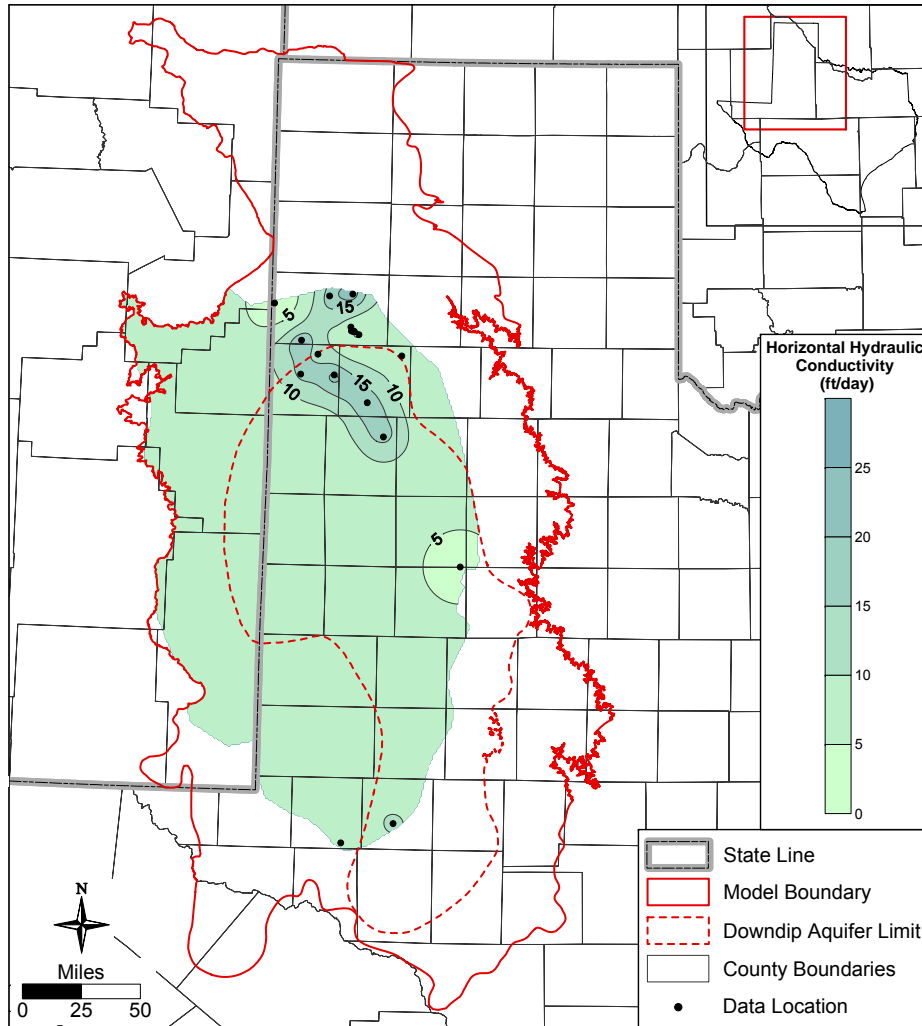 5
15
10
15
10
5
Horizontal Hydraulic
Conductivity
(ft/day)
25
20
15
10
5
0
State Line
Model Boundary
Downdip Aquifer Limit
County Boundaries
Data Location
N
Miles
0 25 50